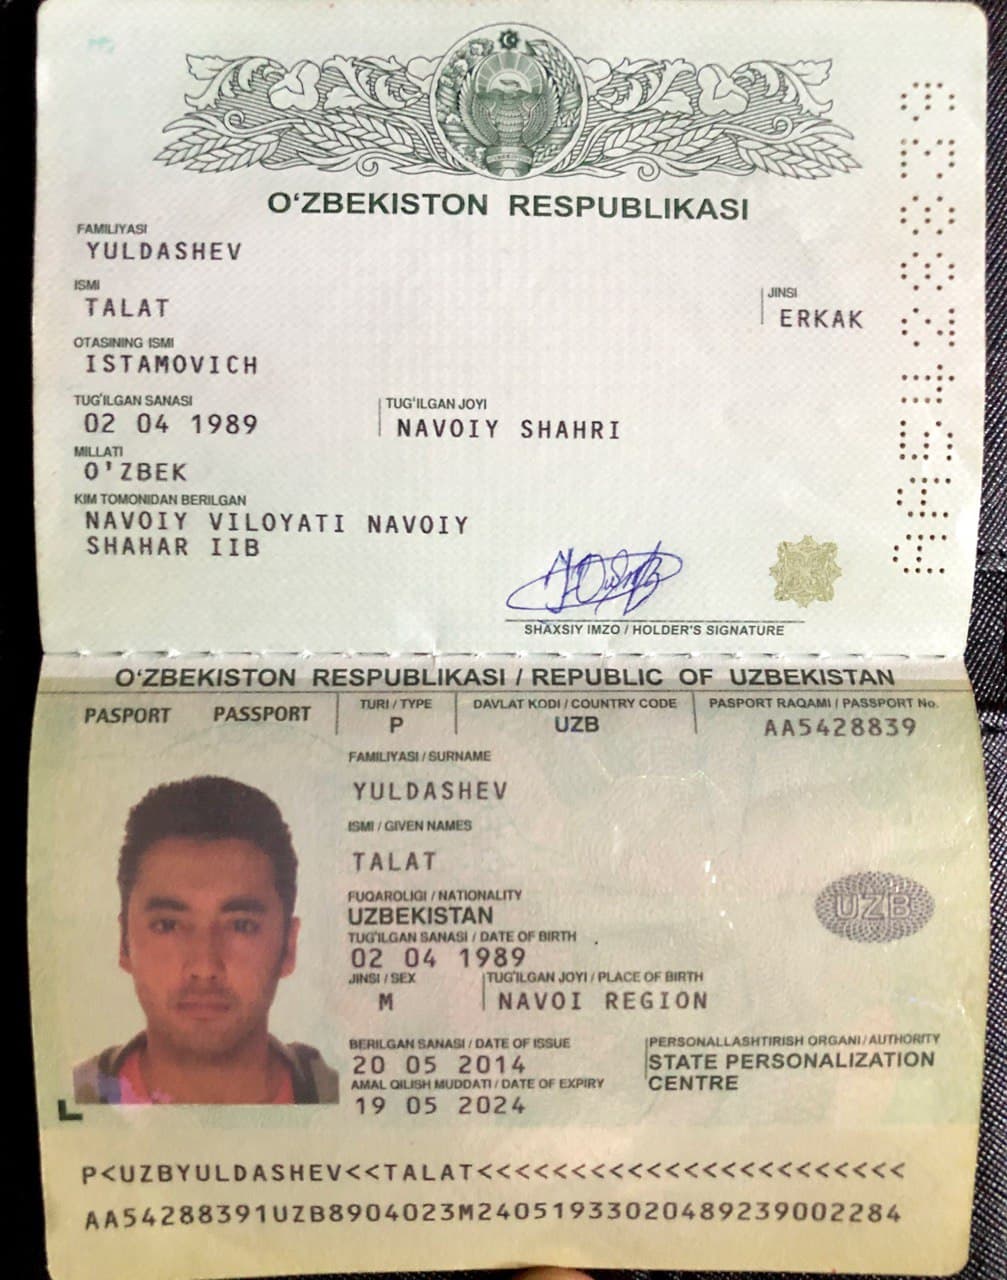 O‘ZBEKISTON RESPUBLIKASI
FAMILIYASI
YULDASHEV
ISMI
TALAT
JINSI
ERKAK
OTASINING ISMI
ISTAMOVICH
TUG‘ILGAN SANASI
02 04 1989
TUG‘ILGAN JOYI
NAVOIY SHAHRI
MILLATI
O'ZBEK
KIM TOMONIDAN BERILGAN
NAVOIY VILOYATI NAVOIY
SHAHAR IIB
SHAXSIY IMZO / HOLDER'S SIGNATURE
AA5428839
O‘ZBEKISTON RESPUBLIKASI / REPUBLIC OF UZBEKISTAN
PASPORT PASSPORT
TURI / TYPE
P
DAVLAT KODI / COUNTRY CODE
UZB
PASPORT RAQAMI / PASSPORT No.
AA5428839
FAMILIYASI / SURNAME
YULDASHEV
ISMI / GIVEN NAMES
TALAT
FUQAROLIGI / NATIONALITY
UZBEKISTAN
TUG‘ILGAN SANASI / DATE OF BIRTH
02 04 1989
JINSI / SEX
M
TUG‘ILGAN JOYI / PLACE OF BIRTH
NAVOI REGION
UZB
BERILGAN SANASI / DATE OF ISSUE
20 05 2014
AMAL QILISH MUDDATI / DATE OF EXPIRY
19 05 2024
PERSONALLASHTIRISH ORGANI / AUTHORITY
STATE PERSONALIZATION
CENTRE
P<UZBYULDASHEV<<TALAT<<<<<<<<<<<<<<<<<<<<<<<
AA54288391UZB8904023M24051933020489239002284